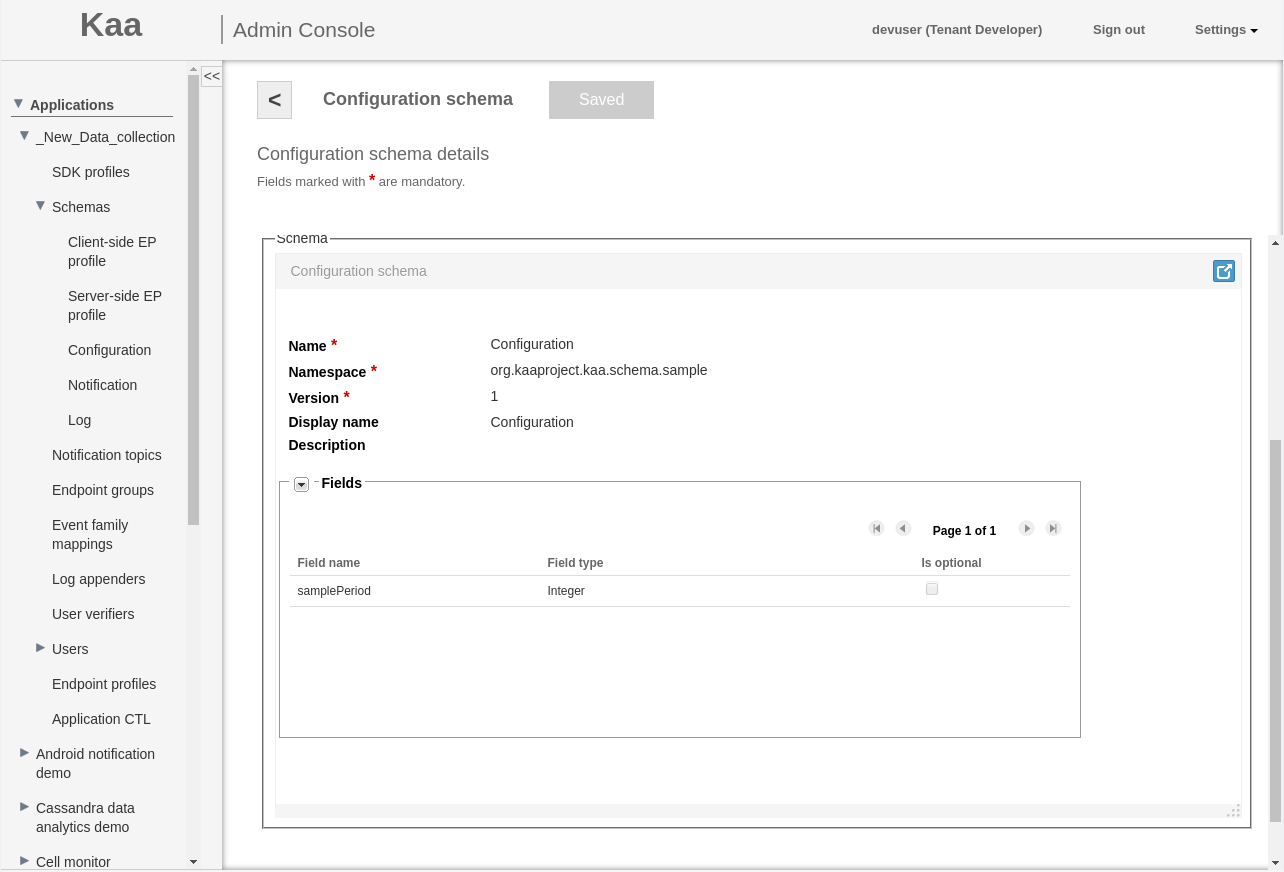 Kaa
Admin Console
devuser (Tenant Developer)
Sign out
Settings
<<
Applications
_New_Data_collection
SDK profiles
Schemas
Client-side EP
profile
Server-side EP
profile
Configuration
Notification
Log
Notification topics
Endpoint groups
Event family
mappings
Log appenders
User verifiers
Users
Endpoint profiles
Application CTL
Android notification
demo
Cassandra data
analytics demo
Cell monitor
<
Configuration schema
Saved
Configuration schema details
Fields marked with * are mandatory.
Schema
Configuration schema
Name * Configuration
Namespace * org.kaaproject.kaa.schema.sample
Version * 1
Display name Configuration
Description
Fields
Page 1 of 1
Field name Field type Is optional
samplePeriod Integer